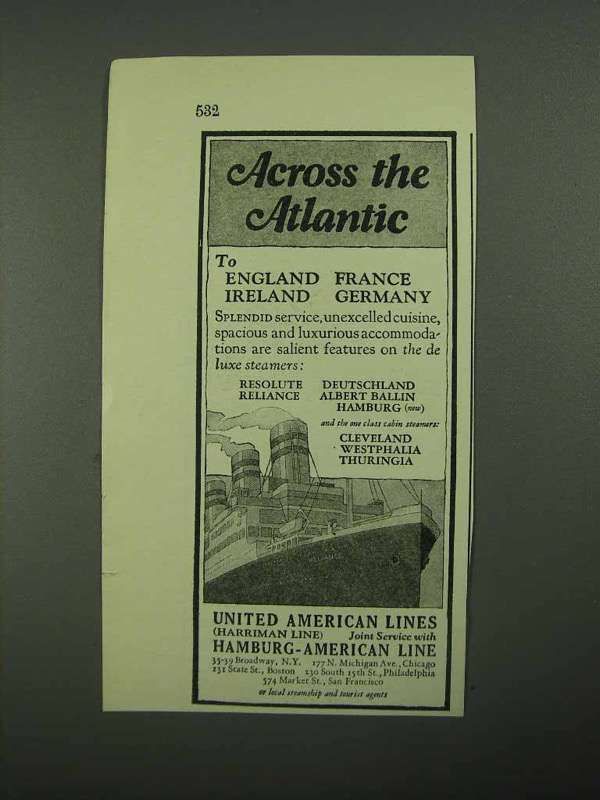 532
Across the
Atlantic
To
ENGLAND FRANCE
IRELAND GERMANY
SPLENDID service, unexcelled cuisine,
spacious and luxurious accommoda-
tions are salient features on the de
luxe steamers:
RESOLUTE DEUTSCHLAND
RELIANCE ALBERT BALLIN
HAMBURG (new)
and the one class cabin steamers:
CLEVELAND
WESTPHALIA
THURINGIA
UNITED AMERICAN LINES
(HARRIMAN LINE) Joint Service with
HAMBURG-AMERICAN LINE
35-39 Broadway, N.Y. 177 N. Michigan Ave., Chicago
131 State St., Boston 230 South 15th St., Philadelphia
574 Market St., San Francisco
or local steamship and tourist agents